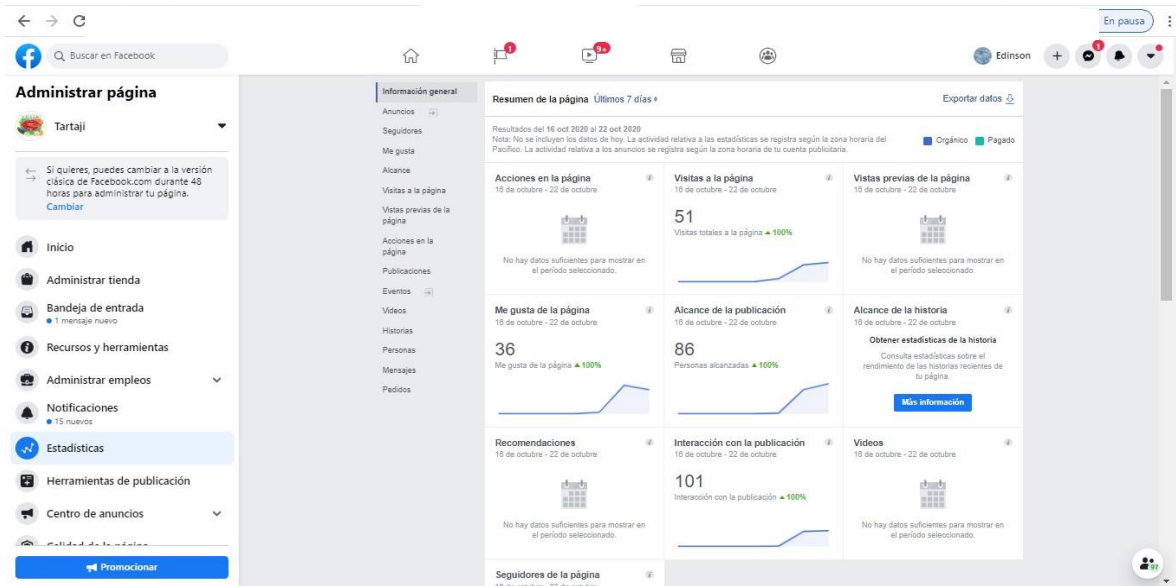 En pausa
Buscar en Facebook
1
9+
Edinson
1
Administrar página
Tartaji
Si quieres, puedes cambiar a la versión
clásica de Facebook.com durante 48
horas para administrar tu página.
Cambiar
Inicio
Administrar tienda
Bandeja de entrada
1 mensaje nuevo
Recursos y herramientas
Administrar empleos
Notificaciones
15 nuevos
Estadísticas
Herramientas de publicación
Centro de anuncios
Calidad de la página
Promocionar
Información general
Anuncios
Seguidores
Me gusta
Alcance
Visitas a la página
Vistas previas de la
página
Acciones en la
página
Publicaciones
Eventos
Videos
Historias
Personas
Mensajes
Pedidos
Resumen de la página Últimos 7 días
Exportar datos
Resultados del 16 oct 2020 al 22 oct 2020
Nota: No se incluyen los datos de hoy. La actividad relativa a las estadísticas se registra según la zona horaria del
Pacífico. La actividad relativa a los anuncios se registra según la zona horaria de tu cuenta publicitaria.
Orgánico Pagado
Acciones en la página
16 de octubre - 22 de octubre
No hay datos suficientes para mostrar en
el período seleccionado.
Visitas a la página
16 de octubre - 22 de octubre
51
Visitas totales a la página ▲ 100%
Vistas previas de la página
16 de octubre - 22 de octubre
No hay datos suficientes para mostrar en
el período seleccionado.
Me gusta de la página
16 de octubre - 22 de octubre
36
Me gusta de la página ▲ 100%
Alcance de la publicación
16 de octubre - 22 de octubre
86
Personas alcanzadas ▲ 100%
Alcance de la historia
16 de octubre - 22 de octubre
Obtener estadísticas de la historia
Consulta estadísticas sobre el
rendimiento de las historias recientes de
tu página.
Más información
Recomendaciones
16 de octubre - 22 de octubre
No hay datos suficientes para mostrar en
el período seleccionado.
Interacción con la publicación
16 de octubre - 22 de octubre
101
Interacción con la publicación ▲ 100%
Videos
16 de octubre - 22 de octubre
No hay datos suficientes para mostrar en
el período seleccionado.
Seguidores de la página
16 de octubre - 22 de octubre
97